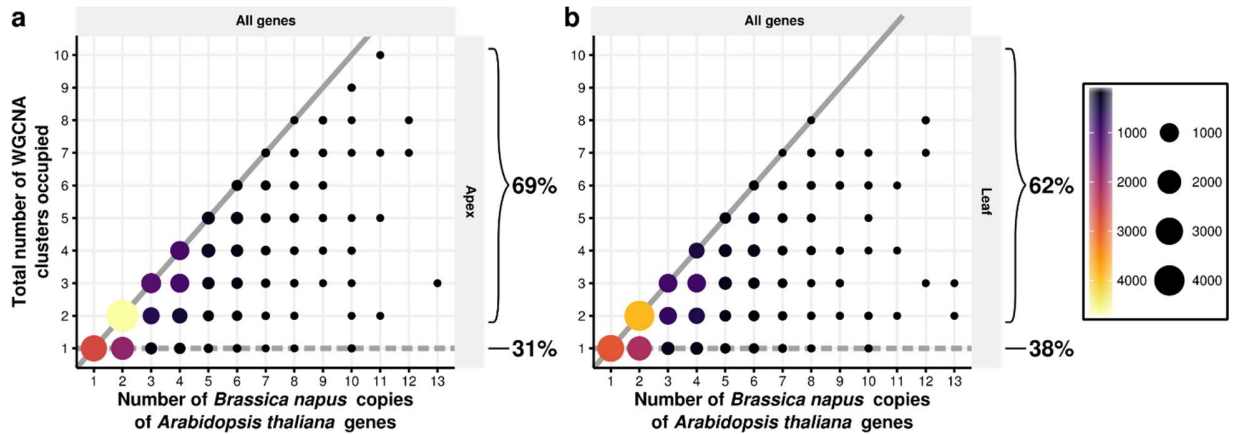 a
All genes
Total number of WGCNA
clusters occupied
10
9
8
7
6
5
4
3
2
1
1 2 3 4 5 6 7 8 9 10 11 12 13
Number of Brassica napus copies
of Arabidopsis thaliana genes
Apex
69%
31%
b
All genes
10
9
8
7
6
5
4
3
2
1
1 2 3 4 5 6 7 8 9 10 11 12 13
Number of Brassica napus copies
of Arabidopsis thaliana genes
Leaf
62%
38%
1000 1000
2000 2000
3000 3000
4000 4000